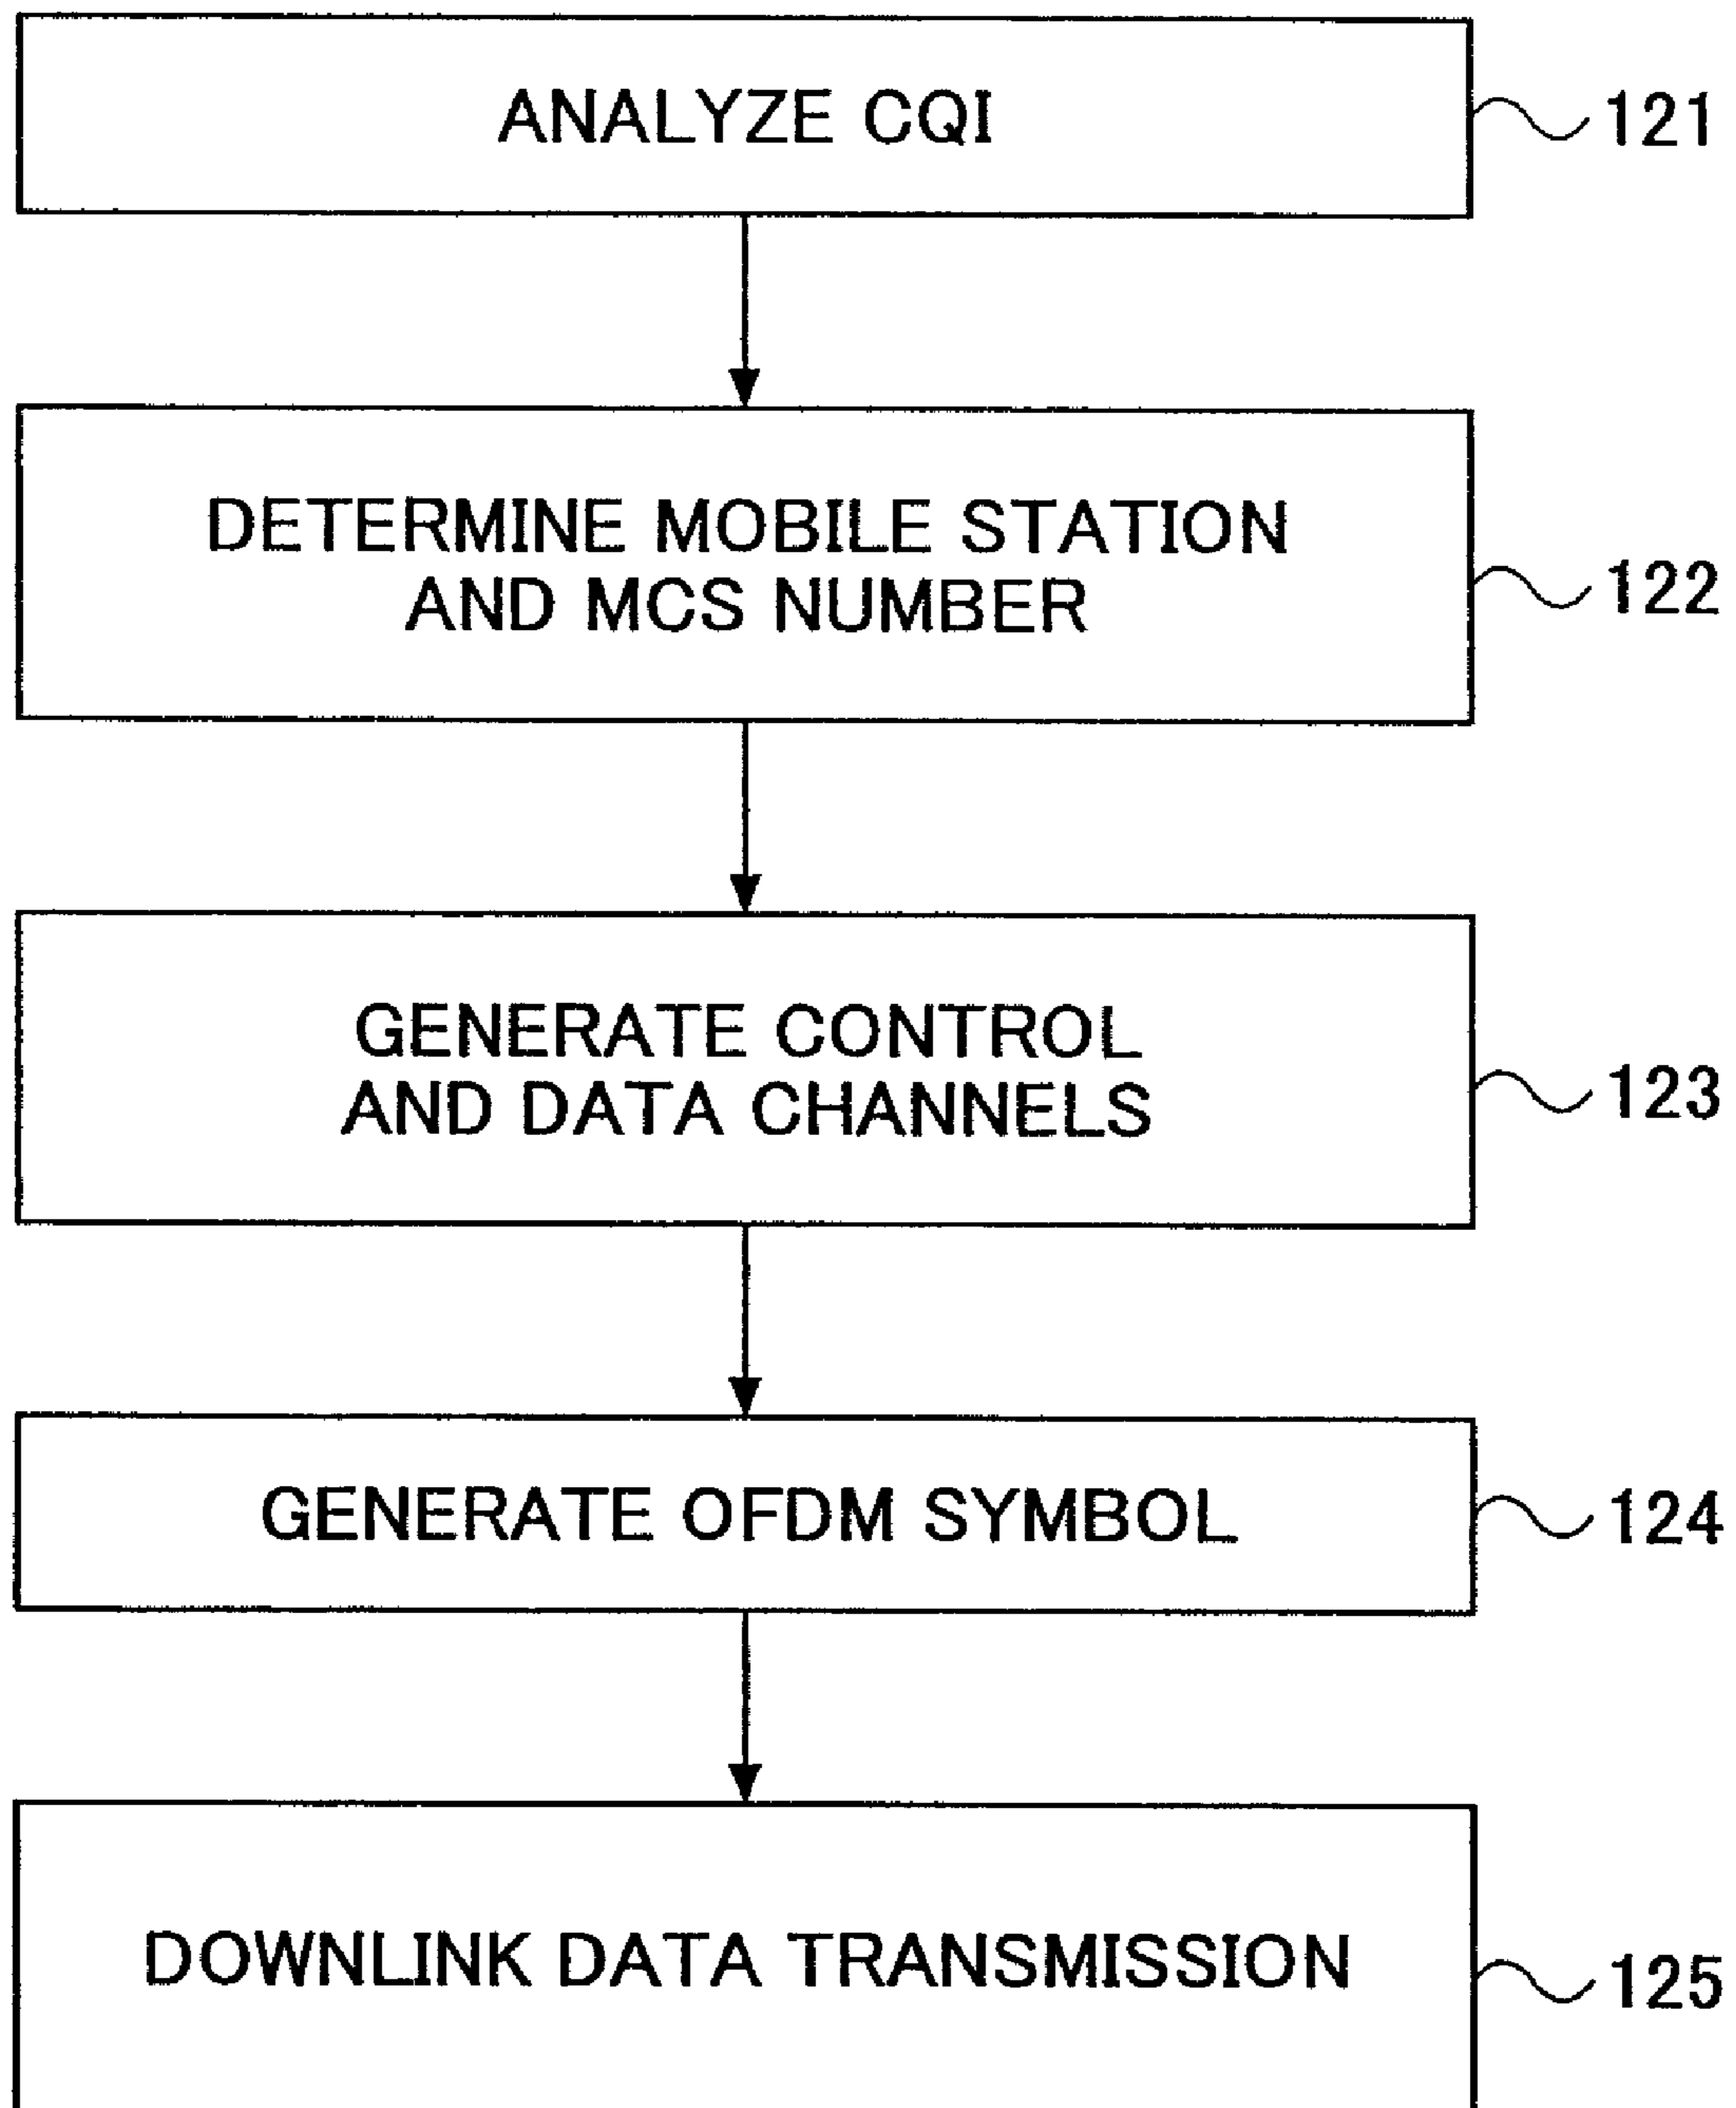 ANALYZE CQI
121
DETERMINE MOBILE STATION
AND MCS NUMBER
122
GENERATE CONTROL
AND DATA CHANNELS
123
GENERATE OFDM SYMBOL
124
DOWNLINK DATA TRANSMISSION
125